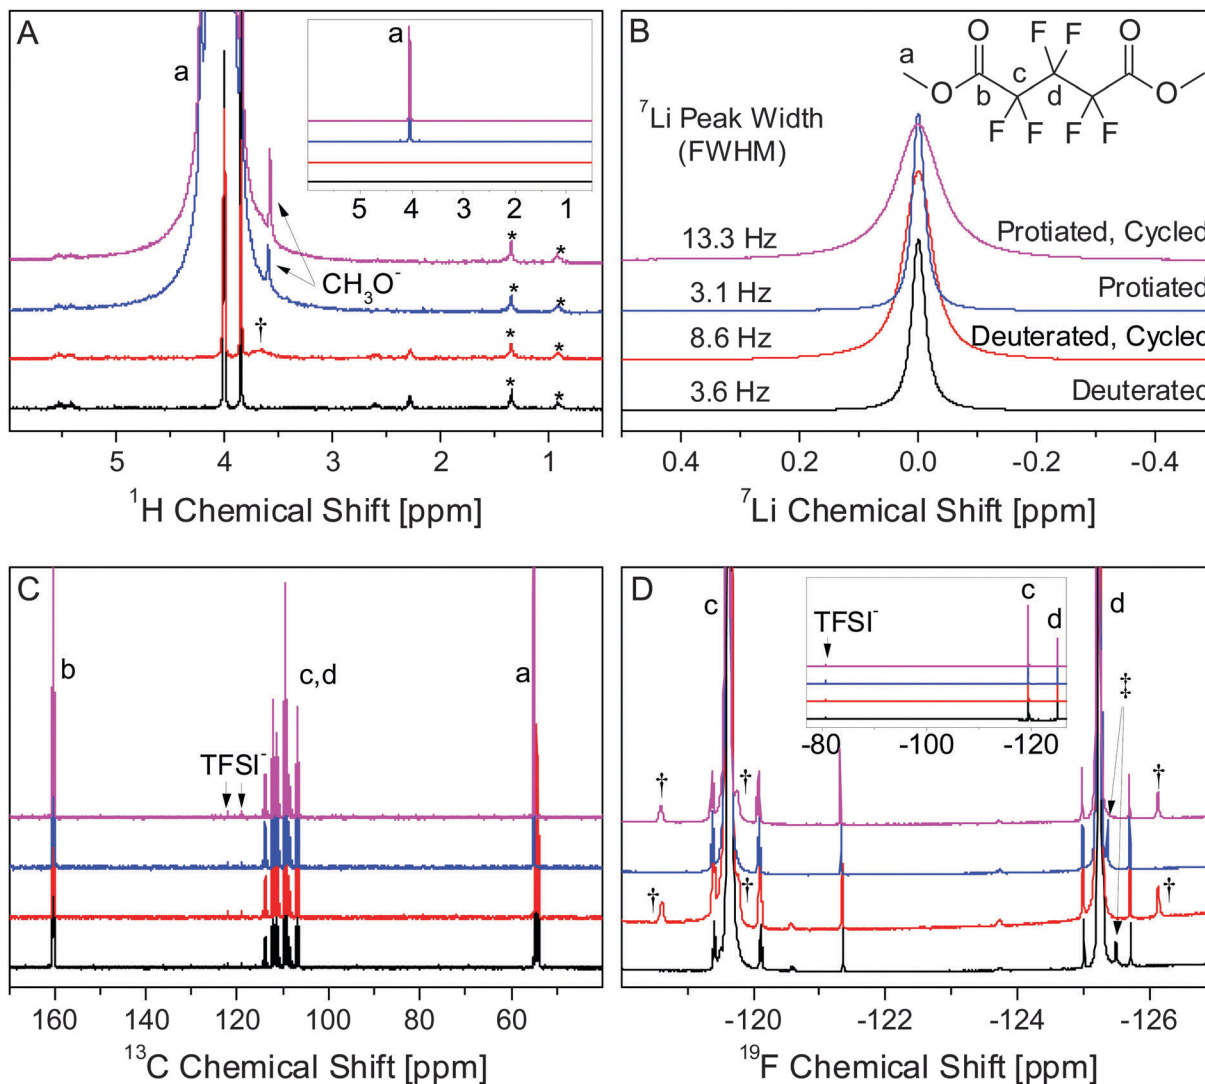 A
a
a
5 4 3 2 1
CH3O-
†
* *
* *
* *
* *
5 4 3 2 1
1H Chemical Shift [ppm]
B
O F F O
a c
O b d O
F F F F
7Li Peak Width
(FWHM)
13.3 Hz Protiated, Cycled
3.1 Hz Protiated
8.6 Hz Deuterated, Cycled
3.6 Hz Deuterated
0.4 0.2 0.0 -0.2 -0.4
7Li Chemical Shift [ppm]
C
b
c,d
a
TFSI-
160 140 120 100 80 60
13C Chemical Shift [ppm]
D
c
c
d
d
TFSI-
-80 -100 -120
‡
† † †
† † †
-120 -122 -124 -126
19F Chemical Shift [ppm]